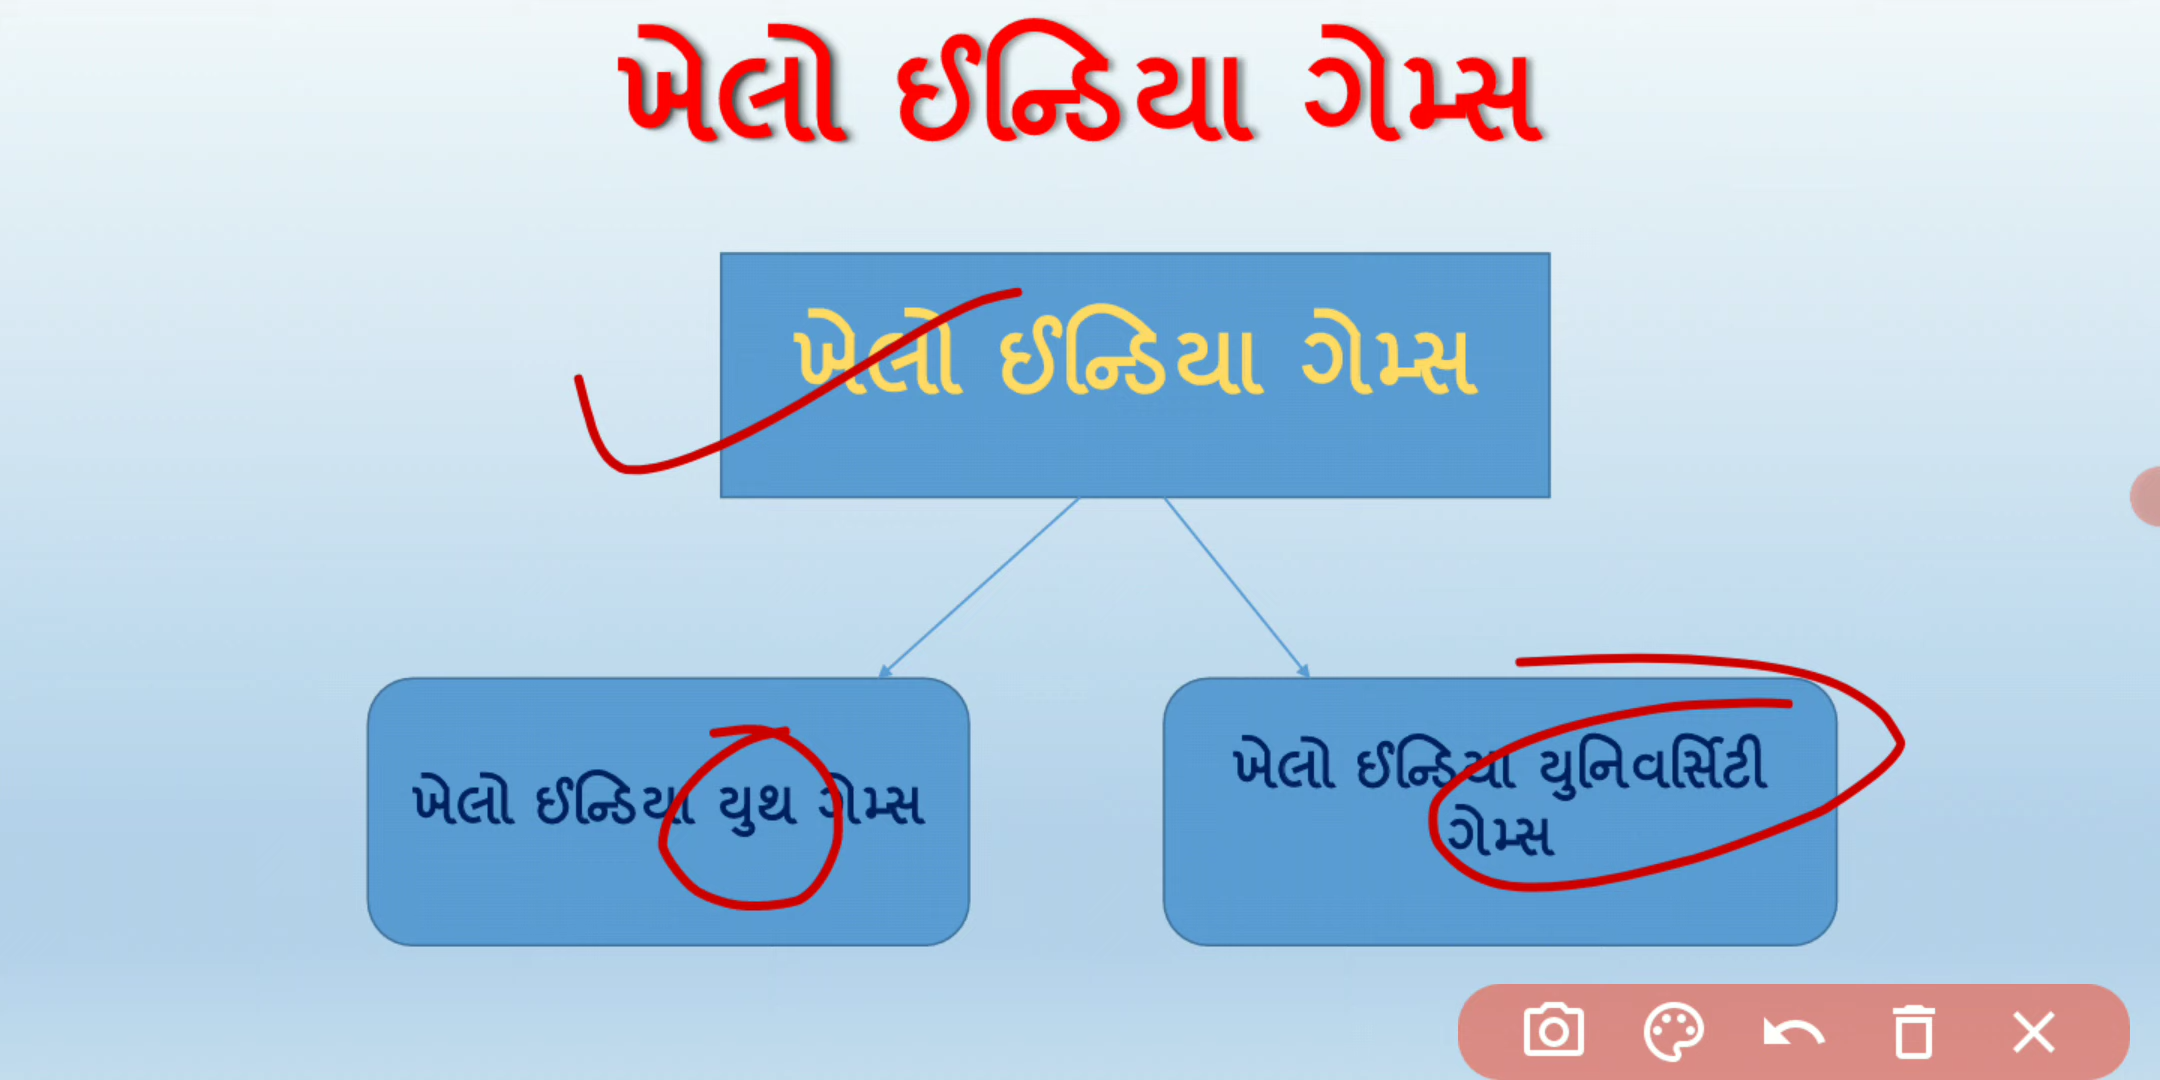 ખેલો ઈન્ડિયા ગેમ્સ
ખેલો ઈન્ડિયા ગેમ્સ
ખેલો ઈન્ડિયા યુથ ગેમ્સ
ખેલો ઈન્ડિયા યુનિવર્સિટી
ગેમ્સ